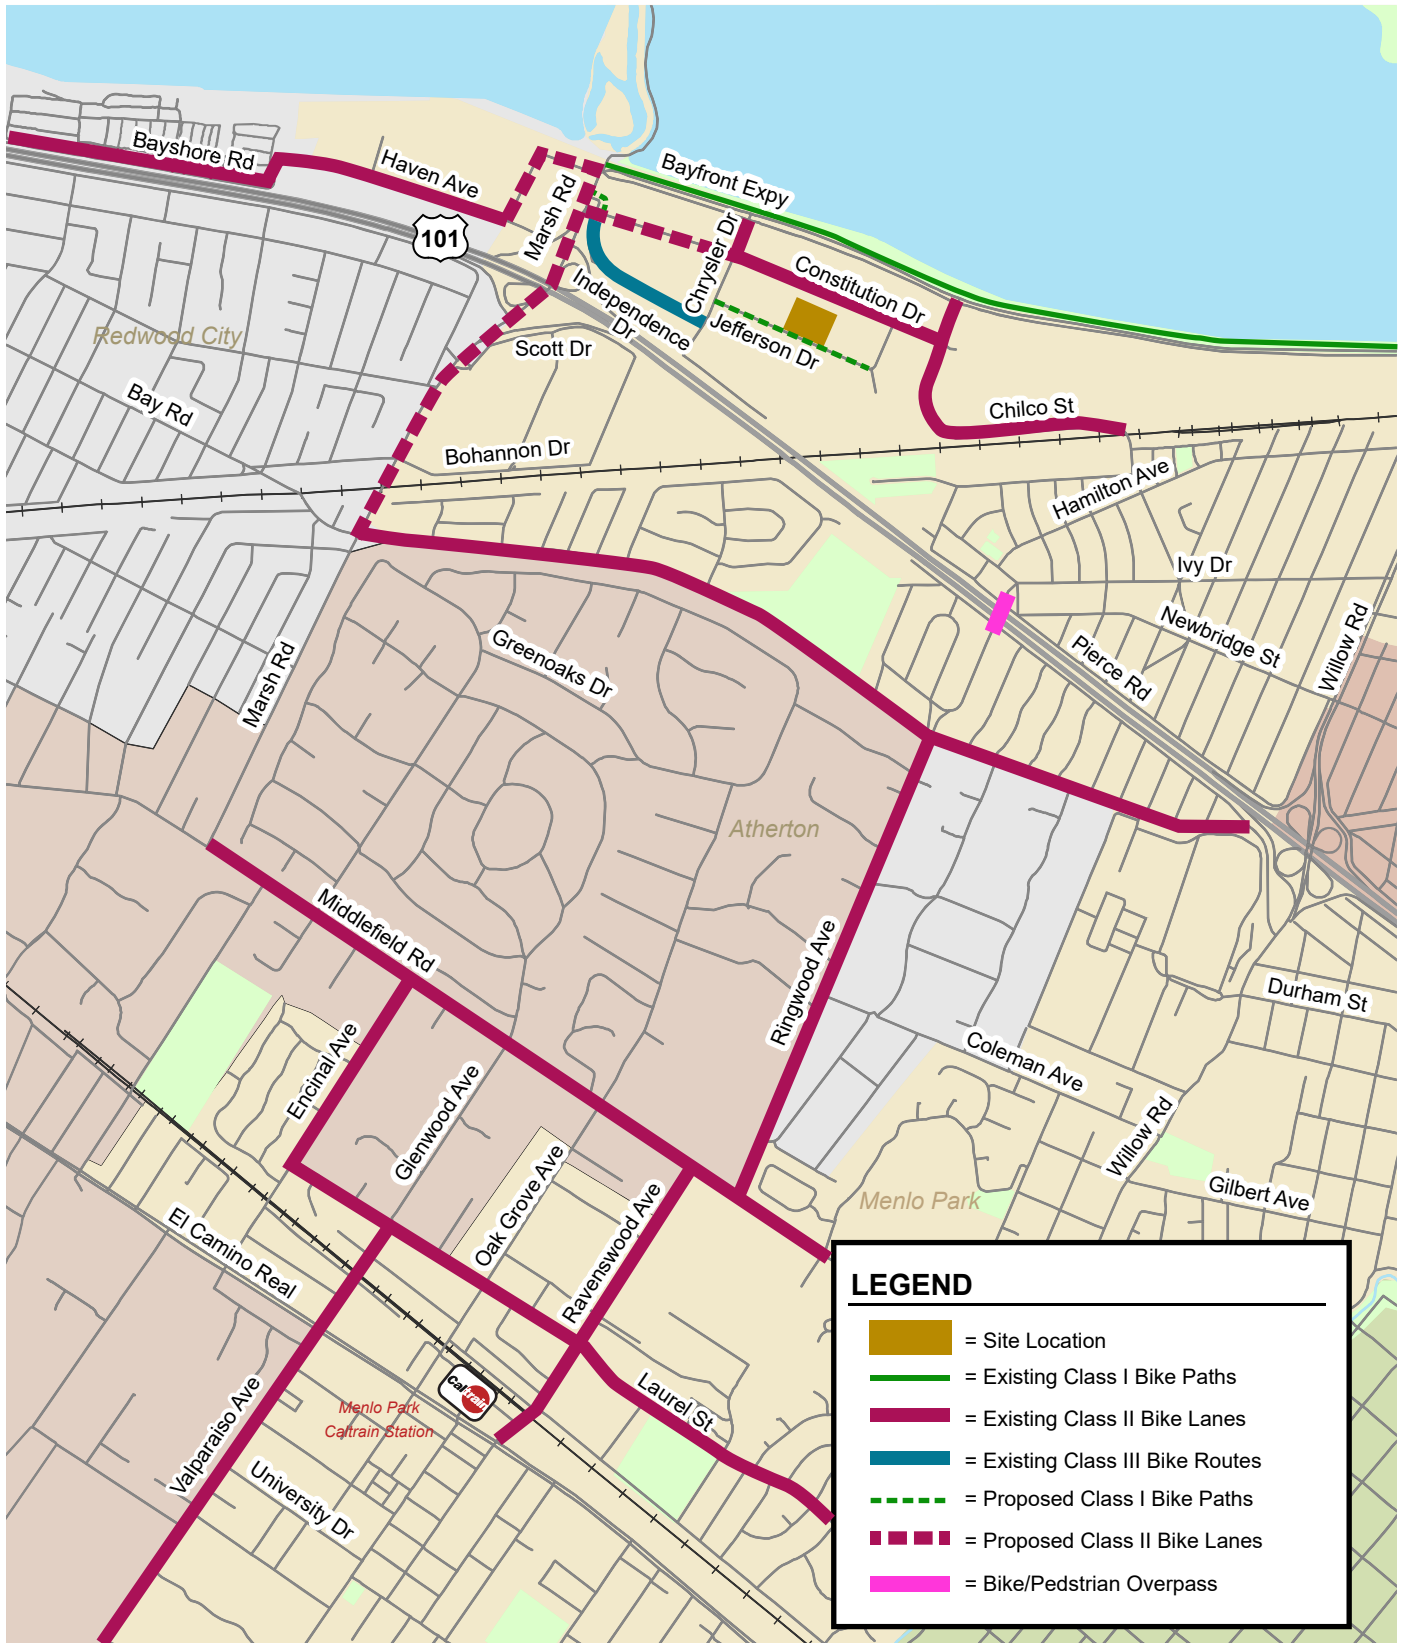 Bayshore Rd
Haven Ave
Bayfront Expy
Marsh Rd
101
Chrysler Dr
Constitution Dr
Independence
Dr
Jefferson Dr
Redwood City
Scott Dr
Bay Rd
Chilco St
Bohannon Dr
Hamilton Ave
Ivy Dr
Newbridge St
Willow Rd
Pierce Rd
Greenoaks Dr
Marsh Rd
Atherton
Middlefield Rd
Ringwood Ave
Durham St
Encinal Ave
Coleman Ave
Glenwood Ave
Willow Rd
Oak Grove Ave
Menlo Park
Gilbert Ave
Ravenswood Ave
El Camino Real
Caltrain
Menlo Park
Caltrain Station
Laurel St
Valparaiso Ave
University Dr
LEGEND
= Site Location
= Existing Class I Bike Paths
= Existing Class II Bike Lanes
= Existing Class III Bike Routes
= Proposed Class I Bike Paths
= Proposed Class II Bike Lanes
= Bike/Pedstrian Overpass